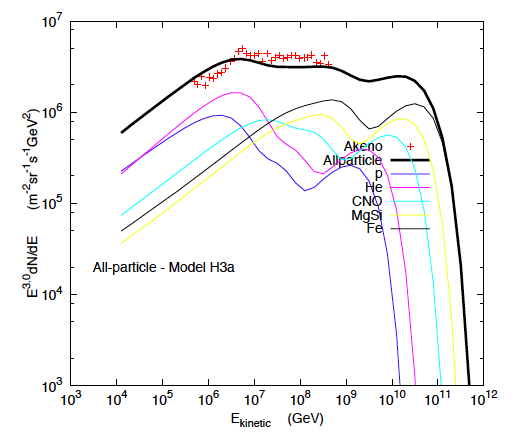 10^7
10^6
10^5
10^4
10^3
E^3.0 dN/dE (m^-2 sr^-1 s^-1 GeV^2)
Akeno
Allparticle
p
He
CNO
MgSi
Fe
All-particle - Model H3a
10^3 10^4 10^5 10^6 10^7 10^8 10^9 10^10 10^11 10^12
E_kinetic (GeV)